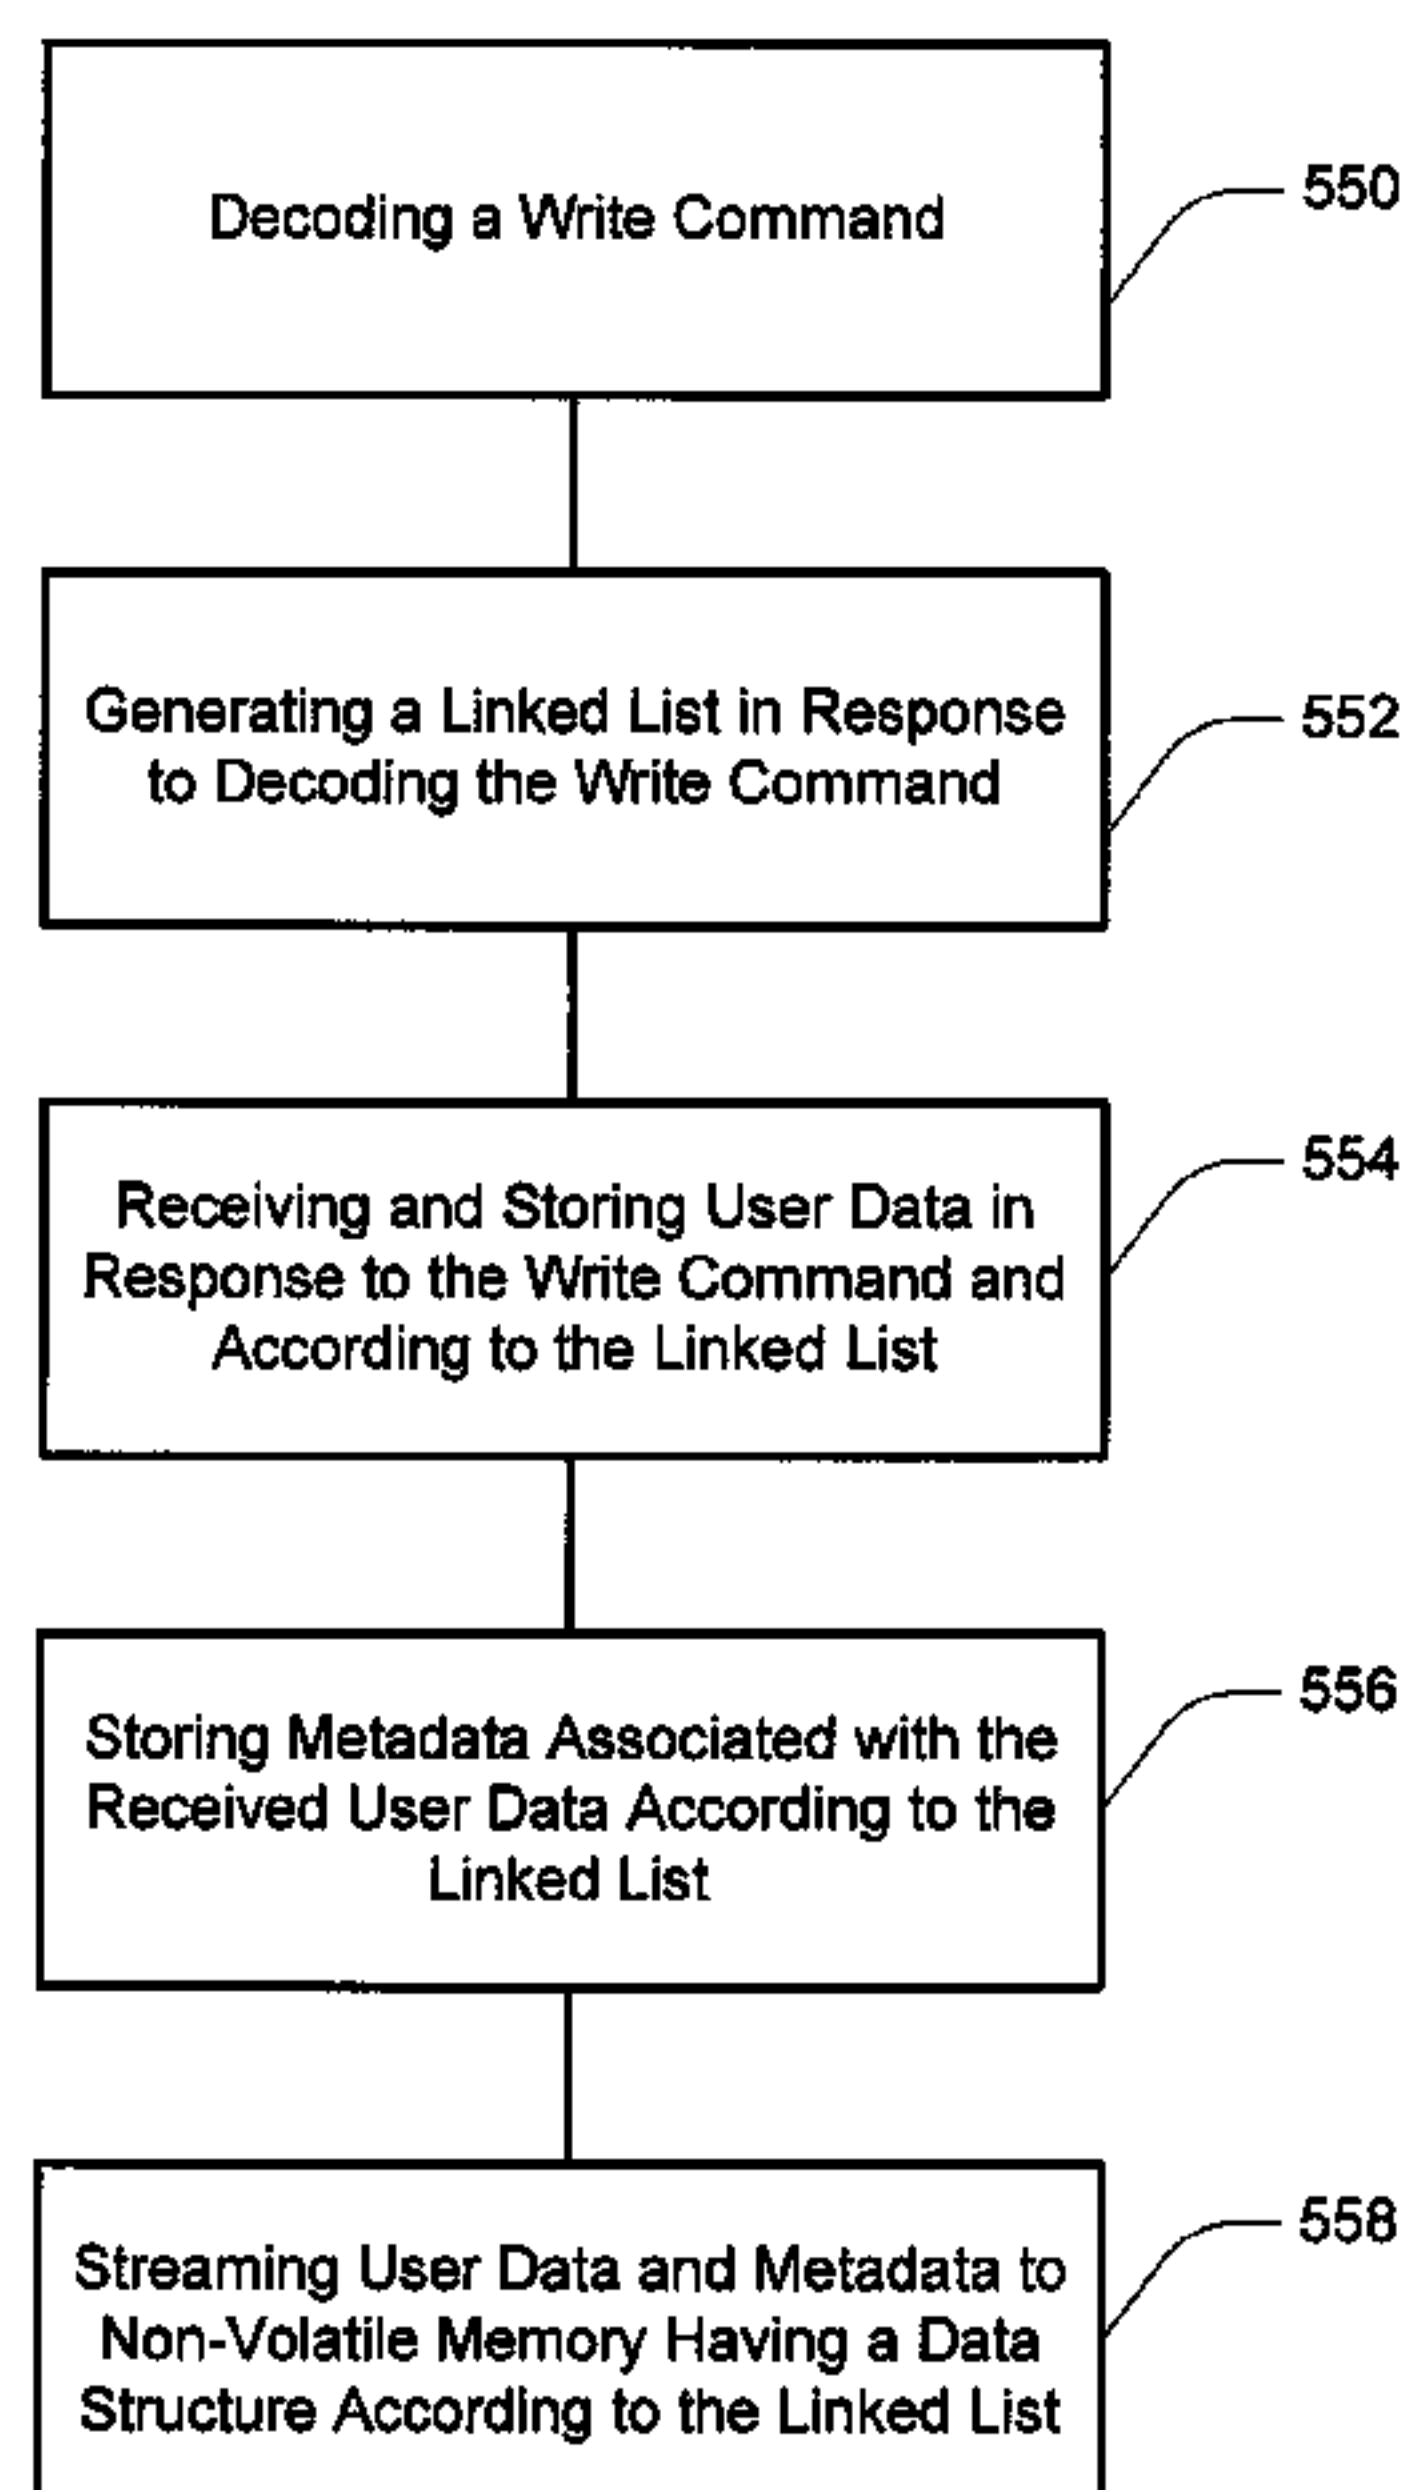 Decoding a Write Command
550
Generating a Linked List in Response
to Decoding the Write Command
552
Receiving and Storing User Data in
Response to the Write Command and
According to the Linked List
554
Storing Metadata Associated with the
Received User Data According to the
Linked List
556
Streaming User Data and Metadata to
Non-Volatile Memory Having a Data
Structure According to the Linked List
558